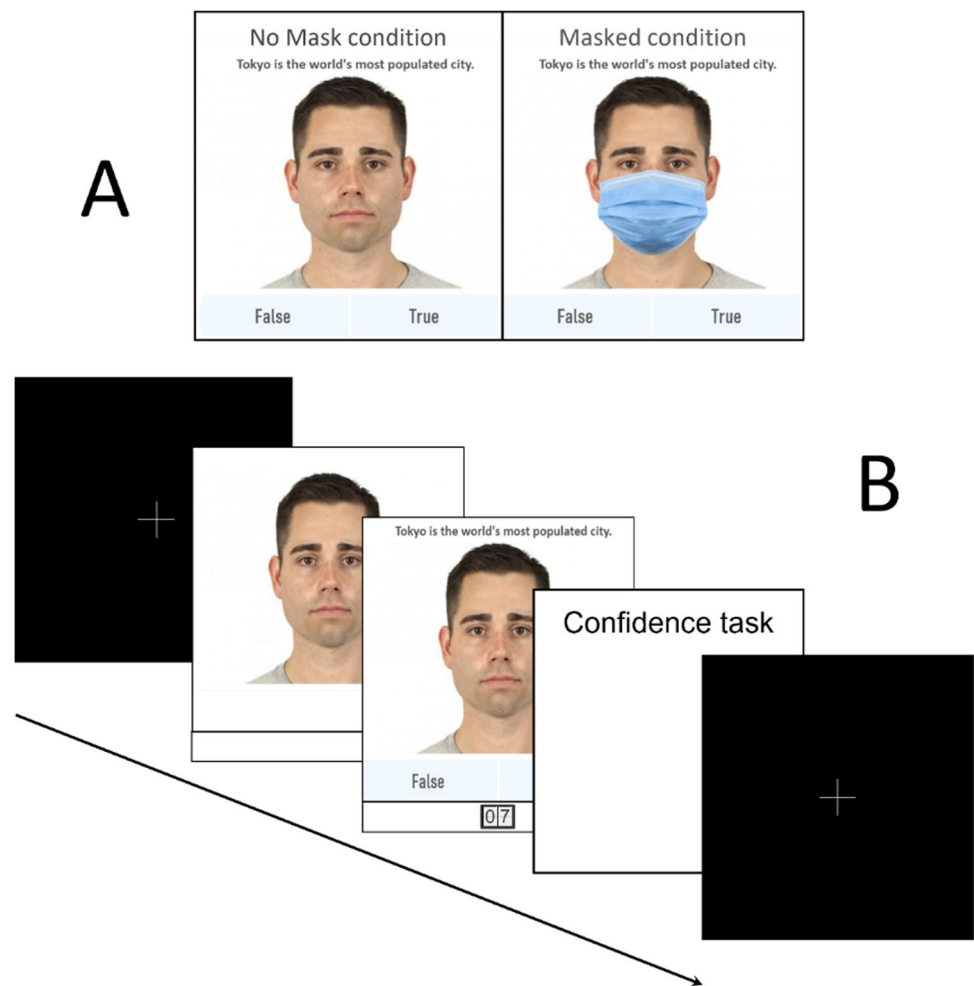 No Mask condition
Tokyo is the world's most populated city.
False True
Masked condition
Tokyo is the world's most populated city.
False True
A
B
Tokyo is the world's most populated city.
False
07
Confidence task